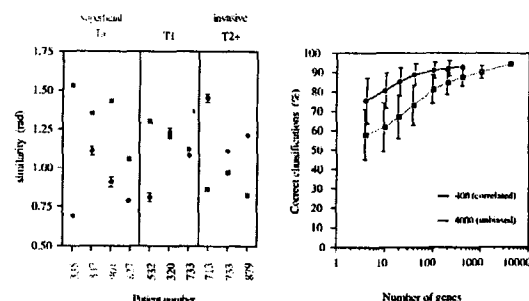 superficial
invasive
Ta
T1
T2+
similarity (rad)
1.75
1.50
1.25
1.00
0.75
0.50
335
532
320
733
713
733
879
Patient number
Correct classifications (%)
100
90
80
70
60
50
40
30
20
10
0
400 (correlated)
4000 (unbiased)
1
10
100
1000
10000
Number of genes